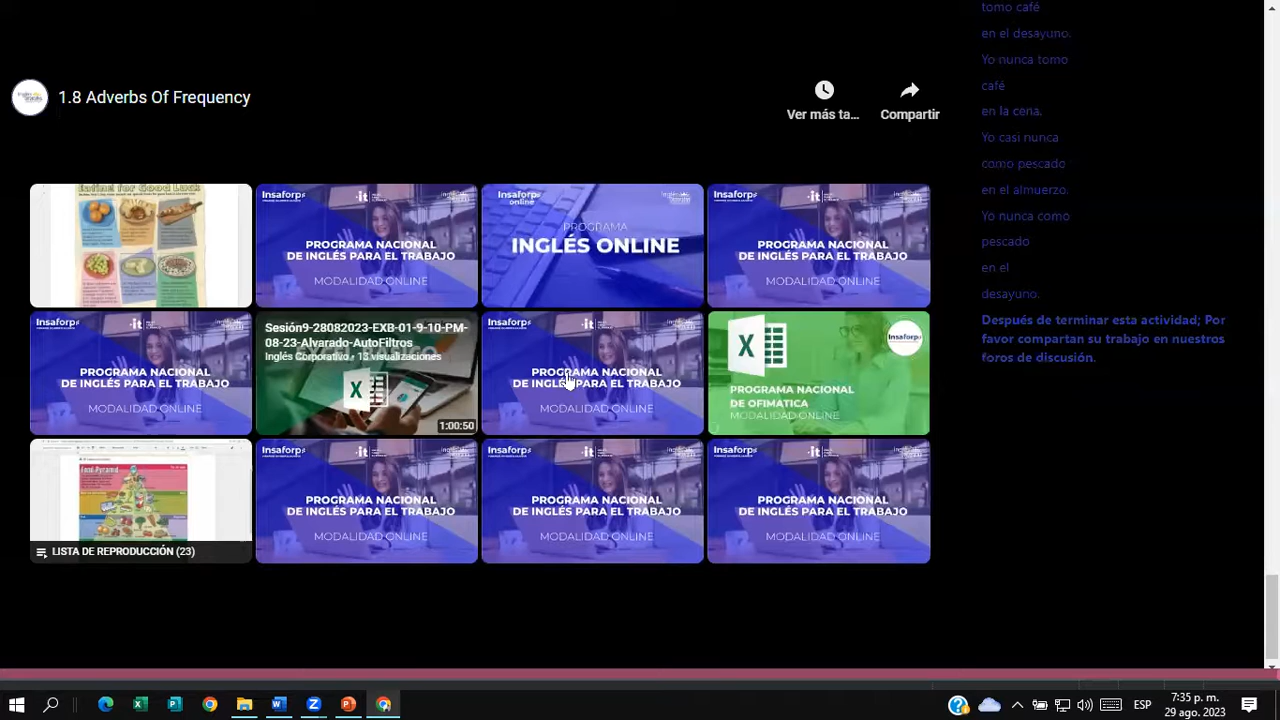 tomo café
en el desayuno.
Yo nunca tomo
café
en la cena.
Yo casi nunca
como pescado
en el almuerzo.
Yo nunca como
pescado
en el
desayuno.
Después de terminar esta actividad; Por
favor compartan su trabajo en nuestros
foros de discusión.
1.8 Adverbs Of Frequency
Ver más ta...
Compartir
Eating for Good Luck
Insaforp
PROGRAMA NACIONAL
DE INGLÉS PARA EL TRABAJO
MODALIDAD ONLINE
Insaforp
online
PROGRAMA
INGLÉS ONLINE
Insaforp
PROGRAMA NACIONAL
DE INGLÉS PARA EL TRABAJO
MODALIDAD ONLINE
Insaforp
PROGRAMA NACIONAL
DE INGLÉS PARA EL TRABAJO
MODALIDAD ONLINE
Sesión9-28082023-EXB-01-9-10-PM-
08-23-Alvarado-AutoFiltros
Inglés Corporativo • 13 visualizaciones
1:00:50
Insaforp
PROGRAMA NACIONAL
DE INGLÉS PARA EL TRABAJO
MODALIDAD ONLINE
Insaforp
PROGRAMA NACIONAL
DE OFIMATICA
MODALIDAD ONLINE
Food Pyramid
LISTA DE REPRODUCCIÓN (23)
Insaforp
PROGRAMA NACIONAL
DE INGLÉS PARA EL TRABAJO
MODALIDAD ONLINE
Insaforp
PROGRAMA NACIONAL
DE INGLÉS PARA EL TRABAJO
MODALIDAD ONLINE
Insaforp
PROGRAMA NACIONAL
DE INGLÉS PARA EL TRABAJO
MODALIDAD ONLINE
ESP
7:35 p. m.
29 ago. 2023